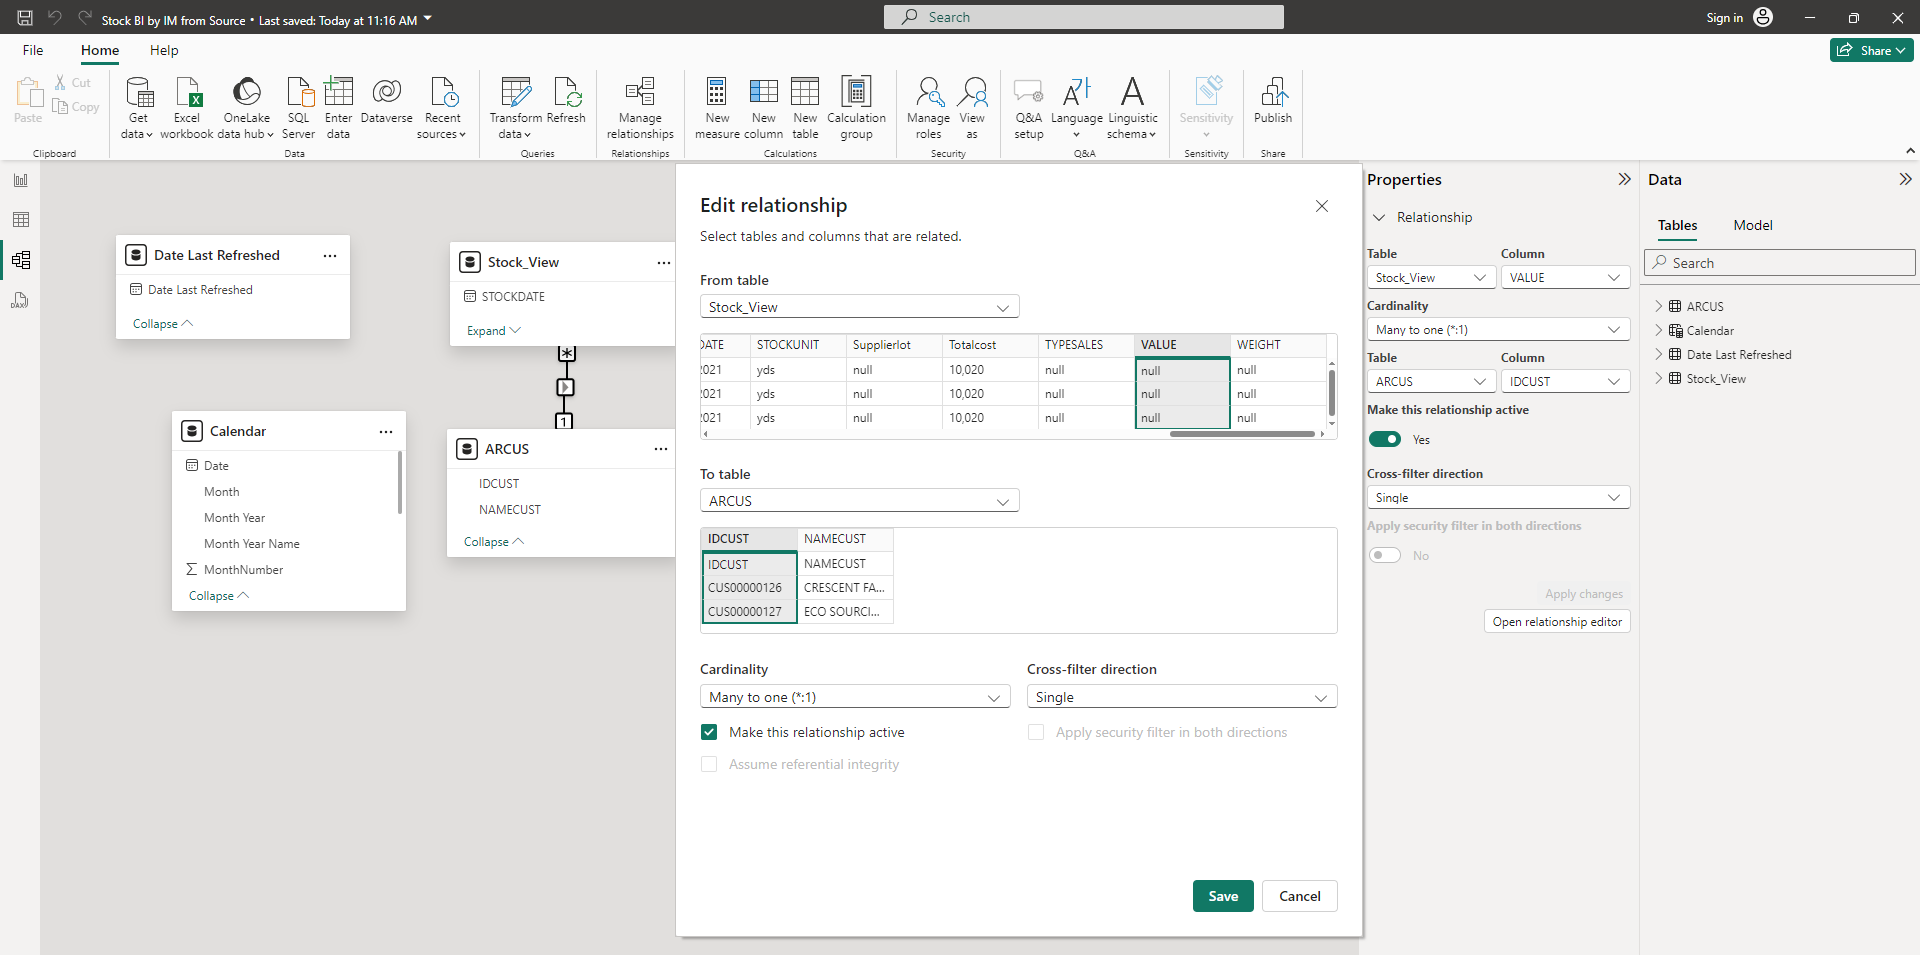 Stock BI by IM from Source • Last saved: Today at 11:16 AM
Search
Sign in
File
Home
Help
Share
Paste
Cut
Copy
Clipboard
Get data
Excel workbook
OneLake data hub
SQL Server
Enter data
Dataverse
Recent sources
Data
Transform data
Refresh
Queries
Manage relationships
Relationships
New measure
New column
New table
Calculation group
Calculations
Manage roles
View as
Security
Q&A setup
Language
Linguistic schema
Q&A
Sensitivity
Sensitivity
Publish
Share
Date Last Refreshed
Date Last Refreshed
Collapse
Stock_View
STOCKDATE
Expand
*
1
Calendar
Date
Month
Month Year
Month Year Name
MonthNumber
Collapse
ARCUS
IDCUST
NAMECUST
Collapse
Edit relationship
Select tables and columns that are related.
From table
Stock_View
DATE STOCKUNIT Supplierlot Totalcost TYPESALES VALUE WEIGHT
2021 yds null 10,020 null null null
2021 yds null 10,020 null null null
2021 yds null 10,020 null null null
To table
ARCUS
IDCUST NAMECUST
IDCUST NAMECUST
CUS00000126 CRESCENT FA...
CUS00000127 ECO SOURCI...
Cardinality
Many to one (*:1)
Cross-filter direction
Single
Make this relationship active
Apply security filter in both directions
Assume referential integrity
Save
Cancel
Properties
Relationship
Table Column
Stock_View VALUE
Cardinality
Many to one (*:1)
Table Column
ARCUS IDCUST
Make this relationship active
Yes
Cross-filter direction
Single
Apply security filter in both directions
No
Apply changes
Open relationship editor
Data
Tables
Model
Search
ARCUS
Calendar
Date Last Refreshed
Stock_View
DAX